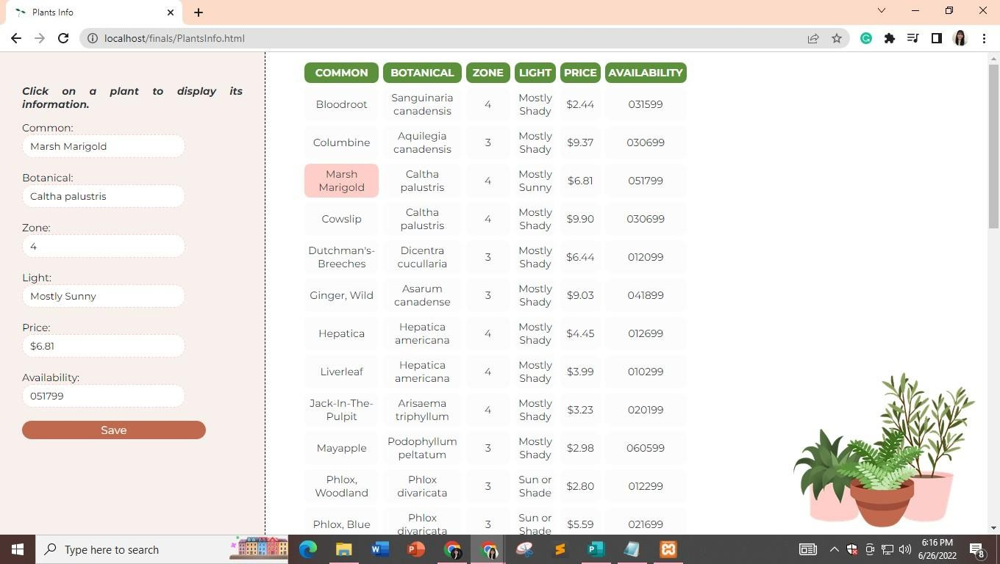 Plants Info
localhost/finals/PlantsInfo.html
Click on a plant to display its
information.
Common:
Marsh Marigold
Botanical:
Caltha palustris
Zone:
4
Light:
Mostly Sunny
Price:
$6.81
Availability:
051799
Save
COMMON BOTANICAL ZONE LIGHT PRICE AVAILABILITY
Bloodroot Sanguinaria canadensis 4 Mostly Shady $2.44 031599
Columbine Aquilegia canadensis 3 Mostly Shady $9.37 030699
Marsh Marigold Caltha palustris 4 Mostly Sunny $6.81 051799
Cowslip Caltha palustris 4 Mostly Shady $9.90 030699
Dutchman's-Breeches Dicentra cucullaria 3 Mostly Shady $6.44 012099
Ginger, Wild Asarum canadense 3 Mostly Shady $9.03 041899
Hepatica Hepatica americana 4 Mostly Shady $4.45 012699
Liverleaf Hepatica americana 4 Mostly Shady $3.99 010299
Jack-In-The-Pulpit Arisaema triphyllum 4 Mostly Shady $3.23 020199
Mayapple Podophyllum peltatum 3 Mostly Shady $2.98 060599
Phlox, Woodland Phlox divaricata 3 Sun or Shade $2.80 012299
Phlox, Blue Phlox divaricata 3 Sun or Shade $5.59 021699
Type here to search
6:16 PM
6/26/2022
8